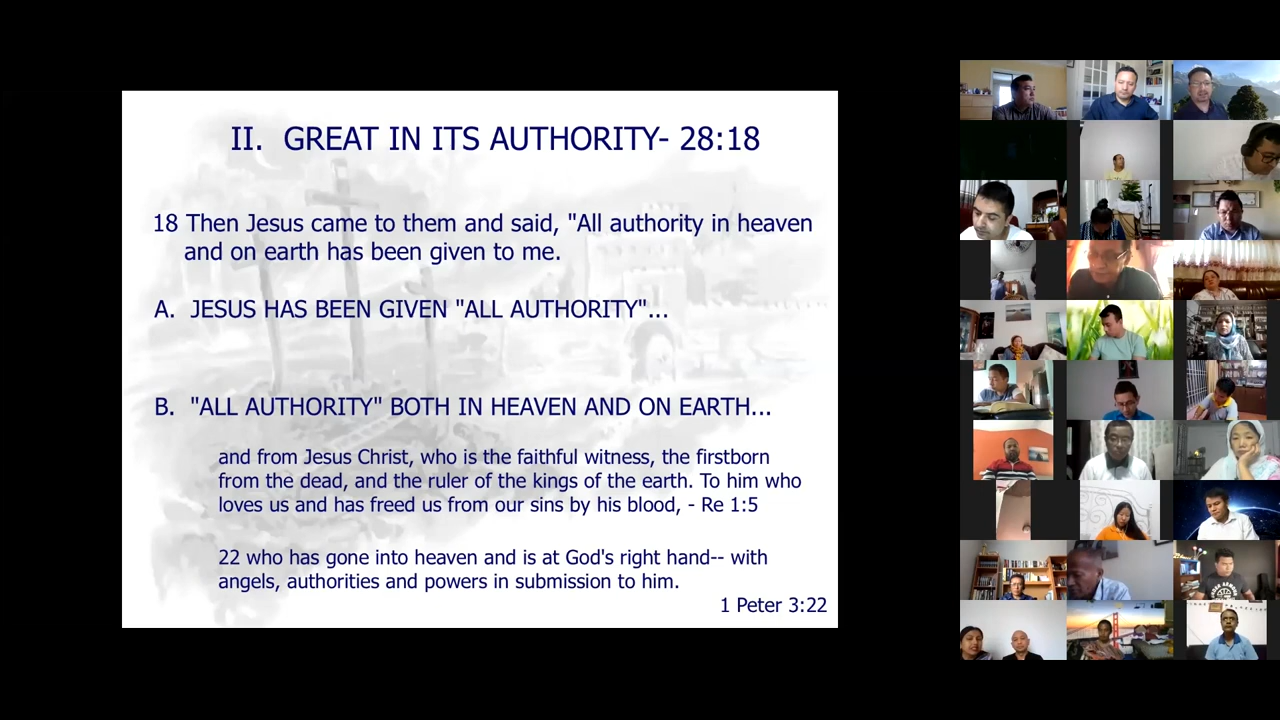 II.  GREAT IN ITS AUTHORITY- 28:18
18 Then Jesus came to them and said, "All authority in heaven
and on earth has been given to me.
A.  JESUS HAS BEEN GIVEN "ALL AUTHORITY"...
B.  "ALL AUTHORITY" BOTH IN HEAVEN AND ON EARTH...
and from Jesus Christ, who is the faithful witness, the firstborn
from the dead, and the ruler of the kings of the earth. To him who
loves us and has freed us from our sins by his blood, - Re 1:5
22 who has gone into heaven and is at God's right hand-- with
angels, authorities and powers in submission to him.
1 Peter 3:22